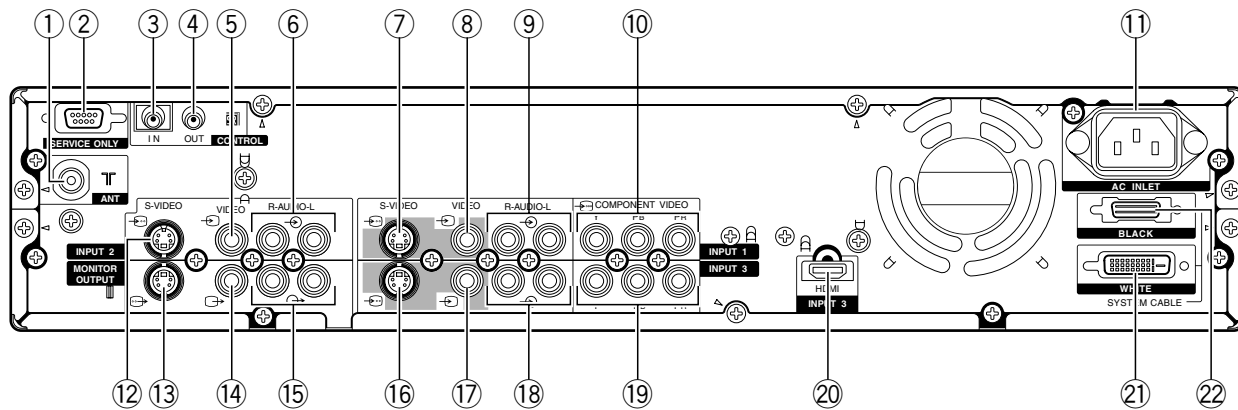 ① ② ③ ④ ⑤ ⑥ ⑦ ⑧ ⑨ ⑩ ⑪
IN OUT
SERVICE ONLY CONTROL
ANT
AC INLET
S-VIDEO VIDEO R-AUDIO-L S-VIDEO VIDEO R-AUDIO-L COMPONENT VIDEO
Y PB PR
BLACK
INPUT 2 INPUT 1
MONITOR OUTPUT INPUT 3
HDMI
INPUT 3
WHITE
SYSTEM CABLE
⑫ ⑬ ⑭ ⑮ ⑯ ⑰ ⑱ ⑲ ⑳ ㉑ ㉒